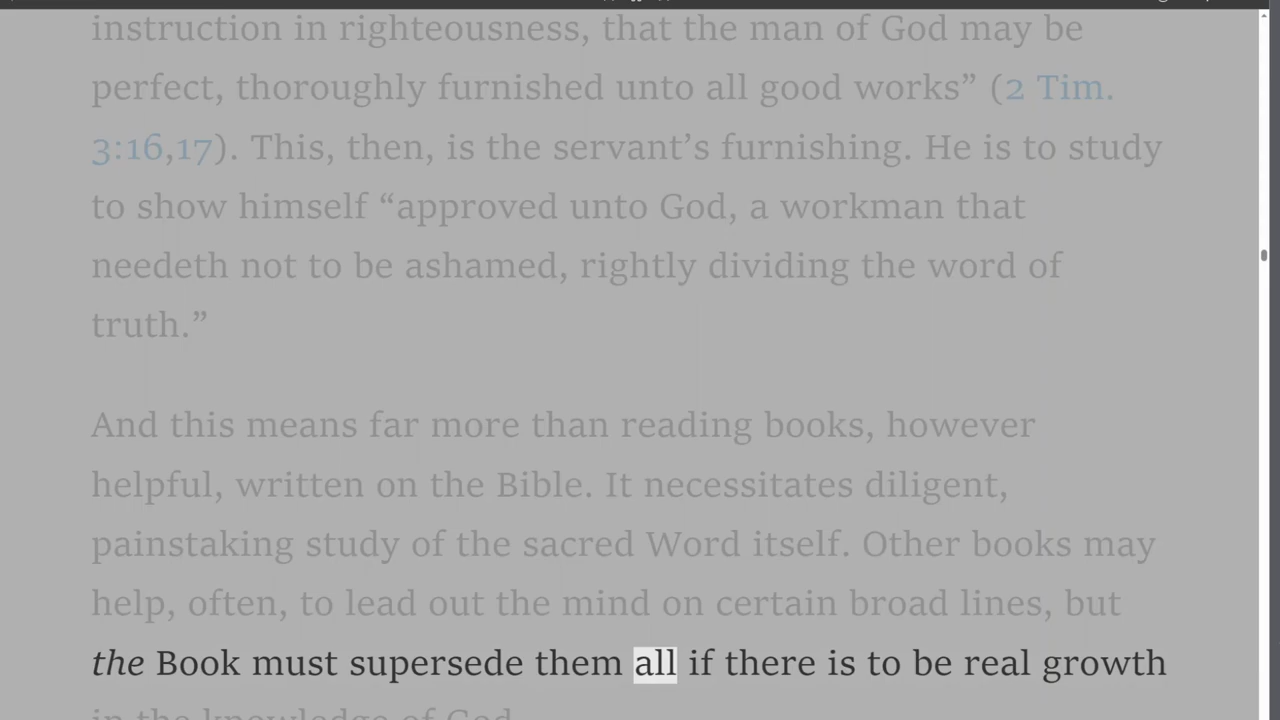 instruction in righteousness, that the man of God may be
perfect, thoroughly furnished unto all good works” (2 Tim.
3:16,17). This, then, is the servant’s furnishing. He is to study
to show himself “approved unto God, a workman that
needeth not to be ashamed, rightly dividing the word of
truth.”
And this means far more than reading books, however
helpful, written on the Bible. It necessitates diligent,
painstaking study of the sacred Word itself. Other books may
help, often, to lead out the mind on certain broad lines, but
the Book must supersede them all if there is to be real growth
in the knowledge of God